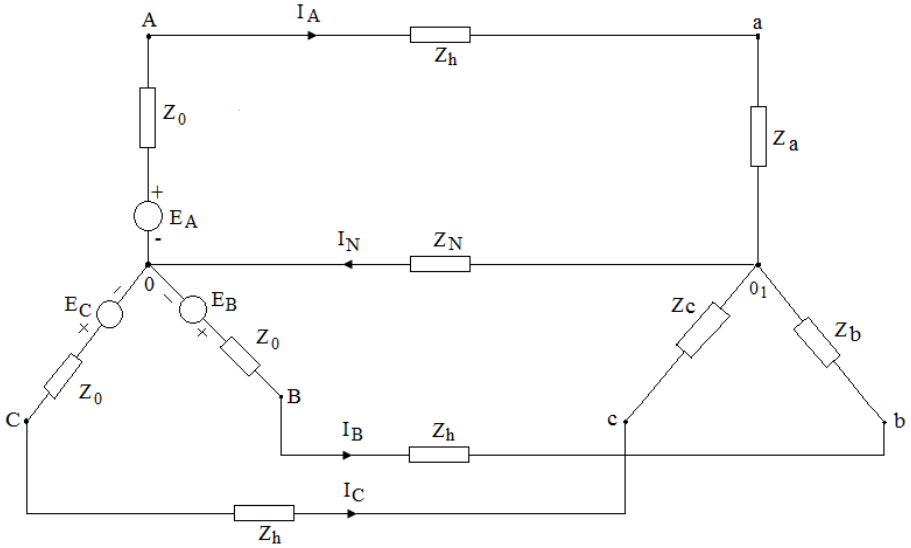 I_A
A
a
Z_h
Z_0
Z_a
+
E_A
-
I_N
Z_N
0
0_1
E_C
-
+
-
E_B
+
Z_c
Z_b
Z_0
Z_0
B
C
c
b
I_B
Z_h
I_C
Z_h